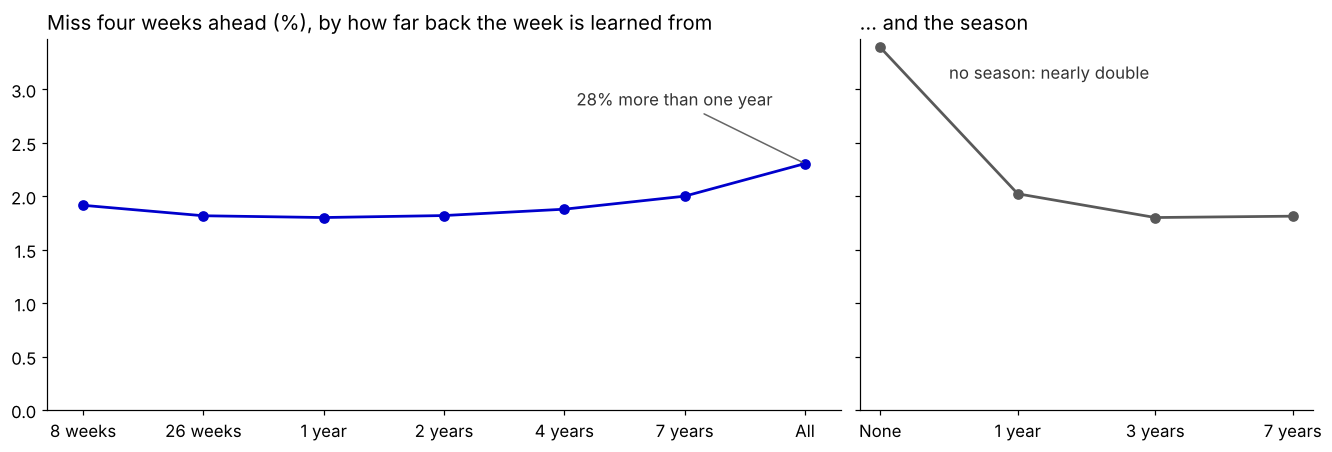 Miss four weeks ahead (%), by how far back the week is learned from
... and the season
28% more than one year
no season: nearly double
3.0
2.5
2.0
1.5
1.0
0.5
0.0
8 weeks
26 weeks
1 year
2 years
4 years
7 years
All
None
1 year
3 years
7 years